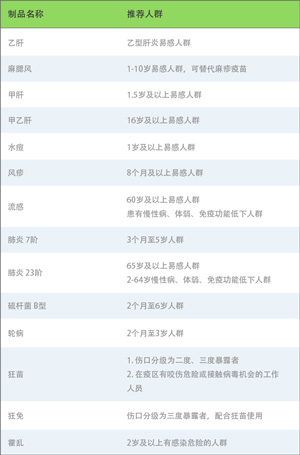 制品名称 推荐人群
乙肝 乙型肝炎易感人群
麻腮风 1-10岁易感人群，可替代麻疹疫苗
甲肝 1.5岁及以上易感人群
甲乙肝 16岁及以上易感人群
水痘 1岁及以上易感人群
风疹 8个月及以上易感人群
流感 60岁及以上易感人群
患有慢性病、体弱、免疫功能低下人群
肺炎 7阶 3个月至5岁人群
肺炎 23阶 65岁及以上易感人群
2-64岁慢性病、体弱、免疫功能低下人群
硫秆菌 B型 2个月至6岁人群
轮病 2个月至3岁人群
狂苗 1. 伤口分级为二度、三度暴露者
2. 在疫区有咬伤危险或接触病毒机会的工作
人员
狂免 伤口分级为三度暴露者，配合狂苗使用
霍乱 2岁及以上有感染危险的人群